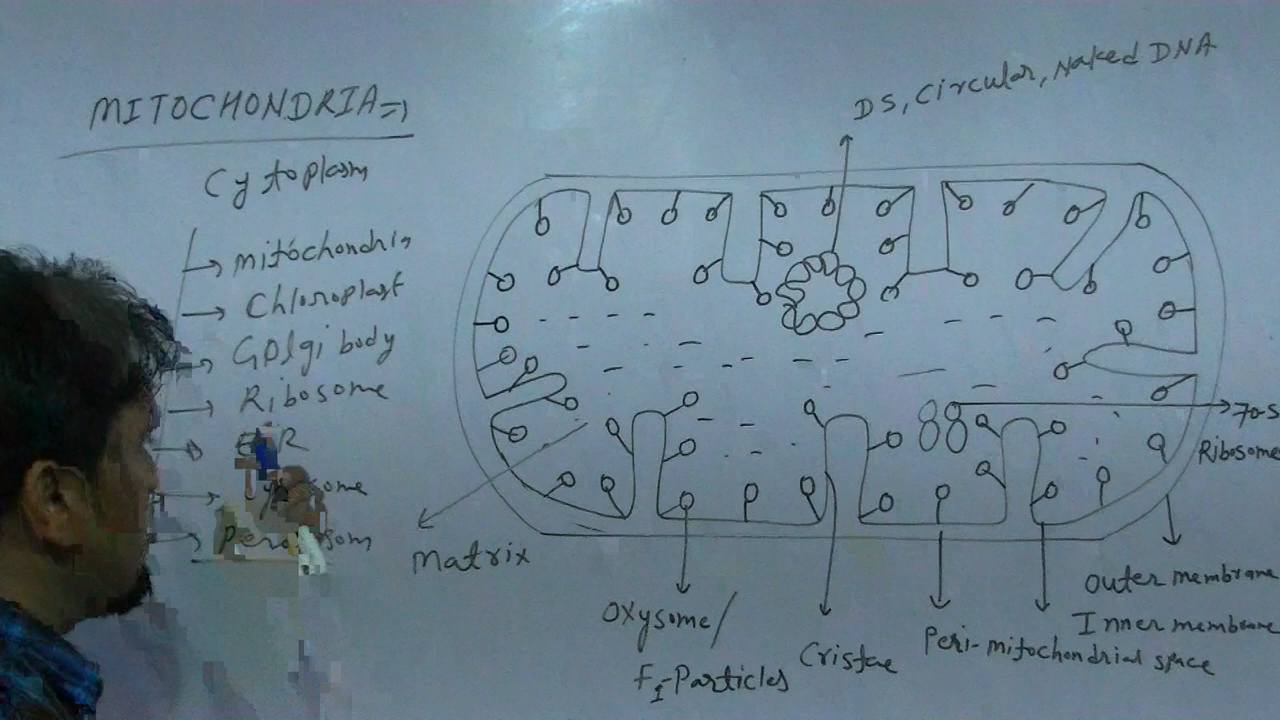 MITOCHONDRIA ⇒
Cytoplasm
→ mitochondria
→ Chloroplast
→ Golgi body
→ Ribosome
DS, Circular, Naked DNA
70S
Ribosome
Matrix
Oxysome/
F1-Particles
Cristae
Peri-mitochondrial space
Inner membrane
Outer membrane